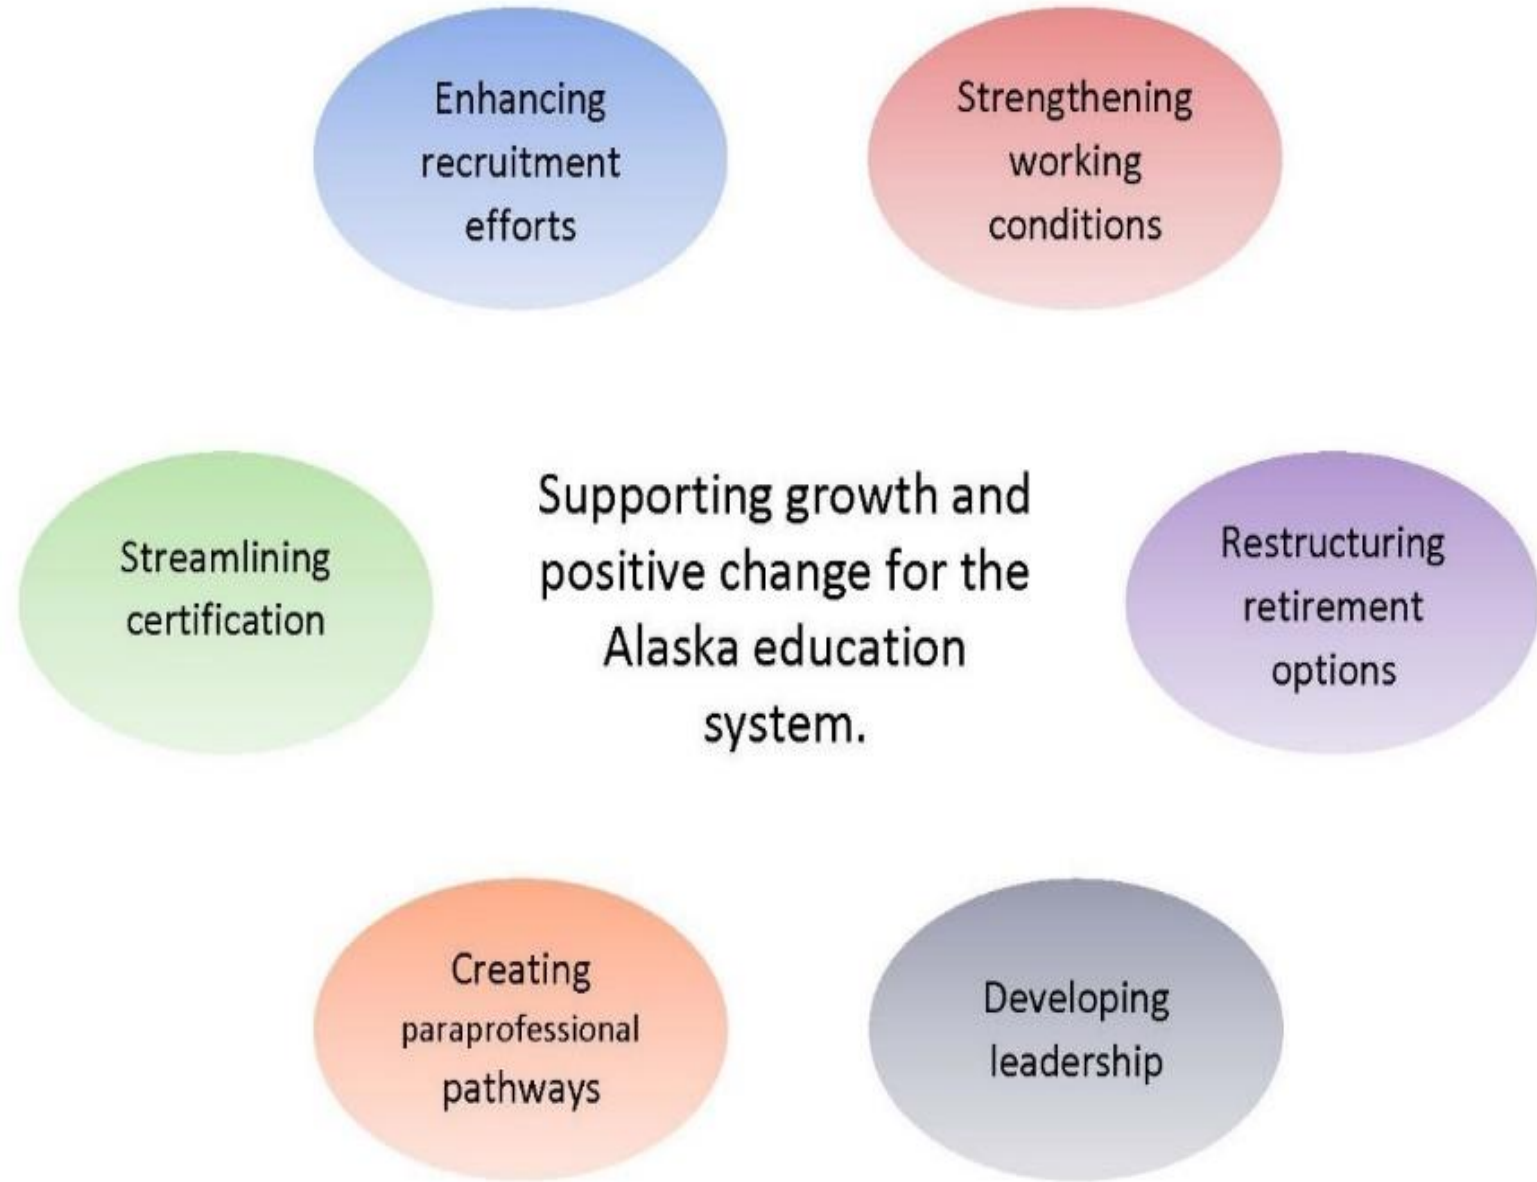 Enhancing
recruitment
efforts
Strengthening
working
conditions
Streamlining
certification
Supporting growth and
positive change for the
Alaska education
system.
Restructuring
retirement
options
Creating
paraprofessional
pathways
Developing
leadership